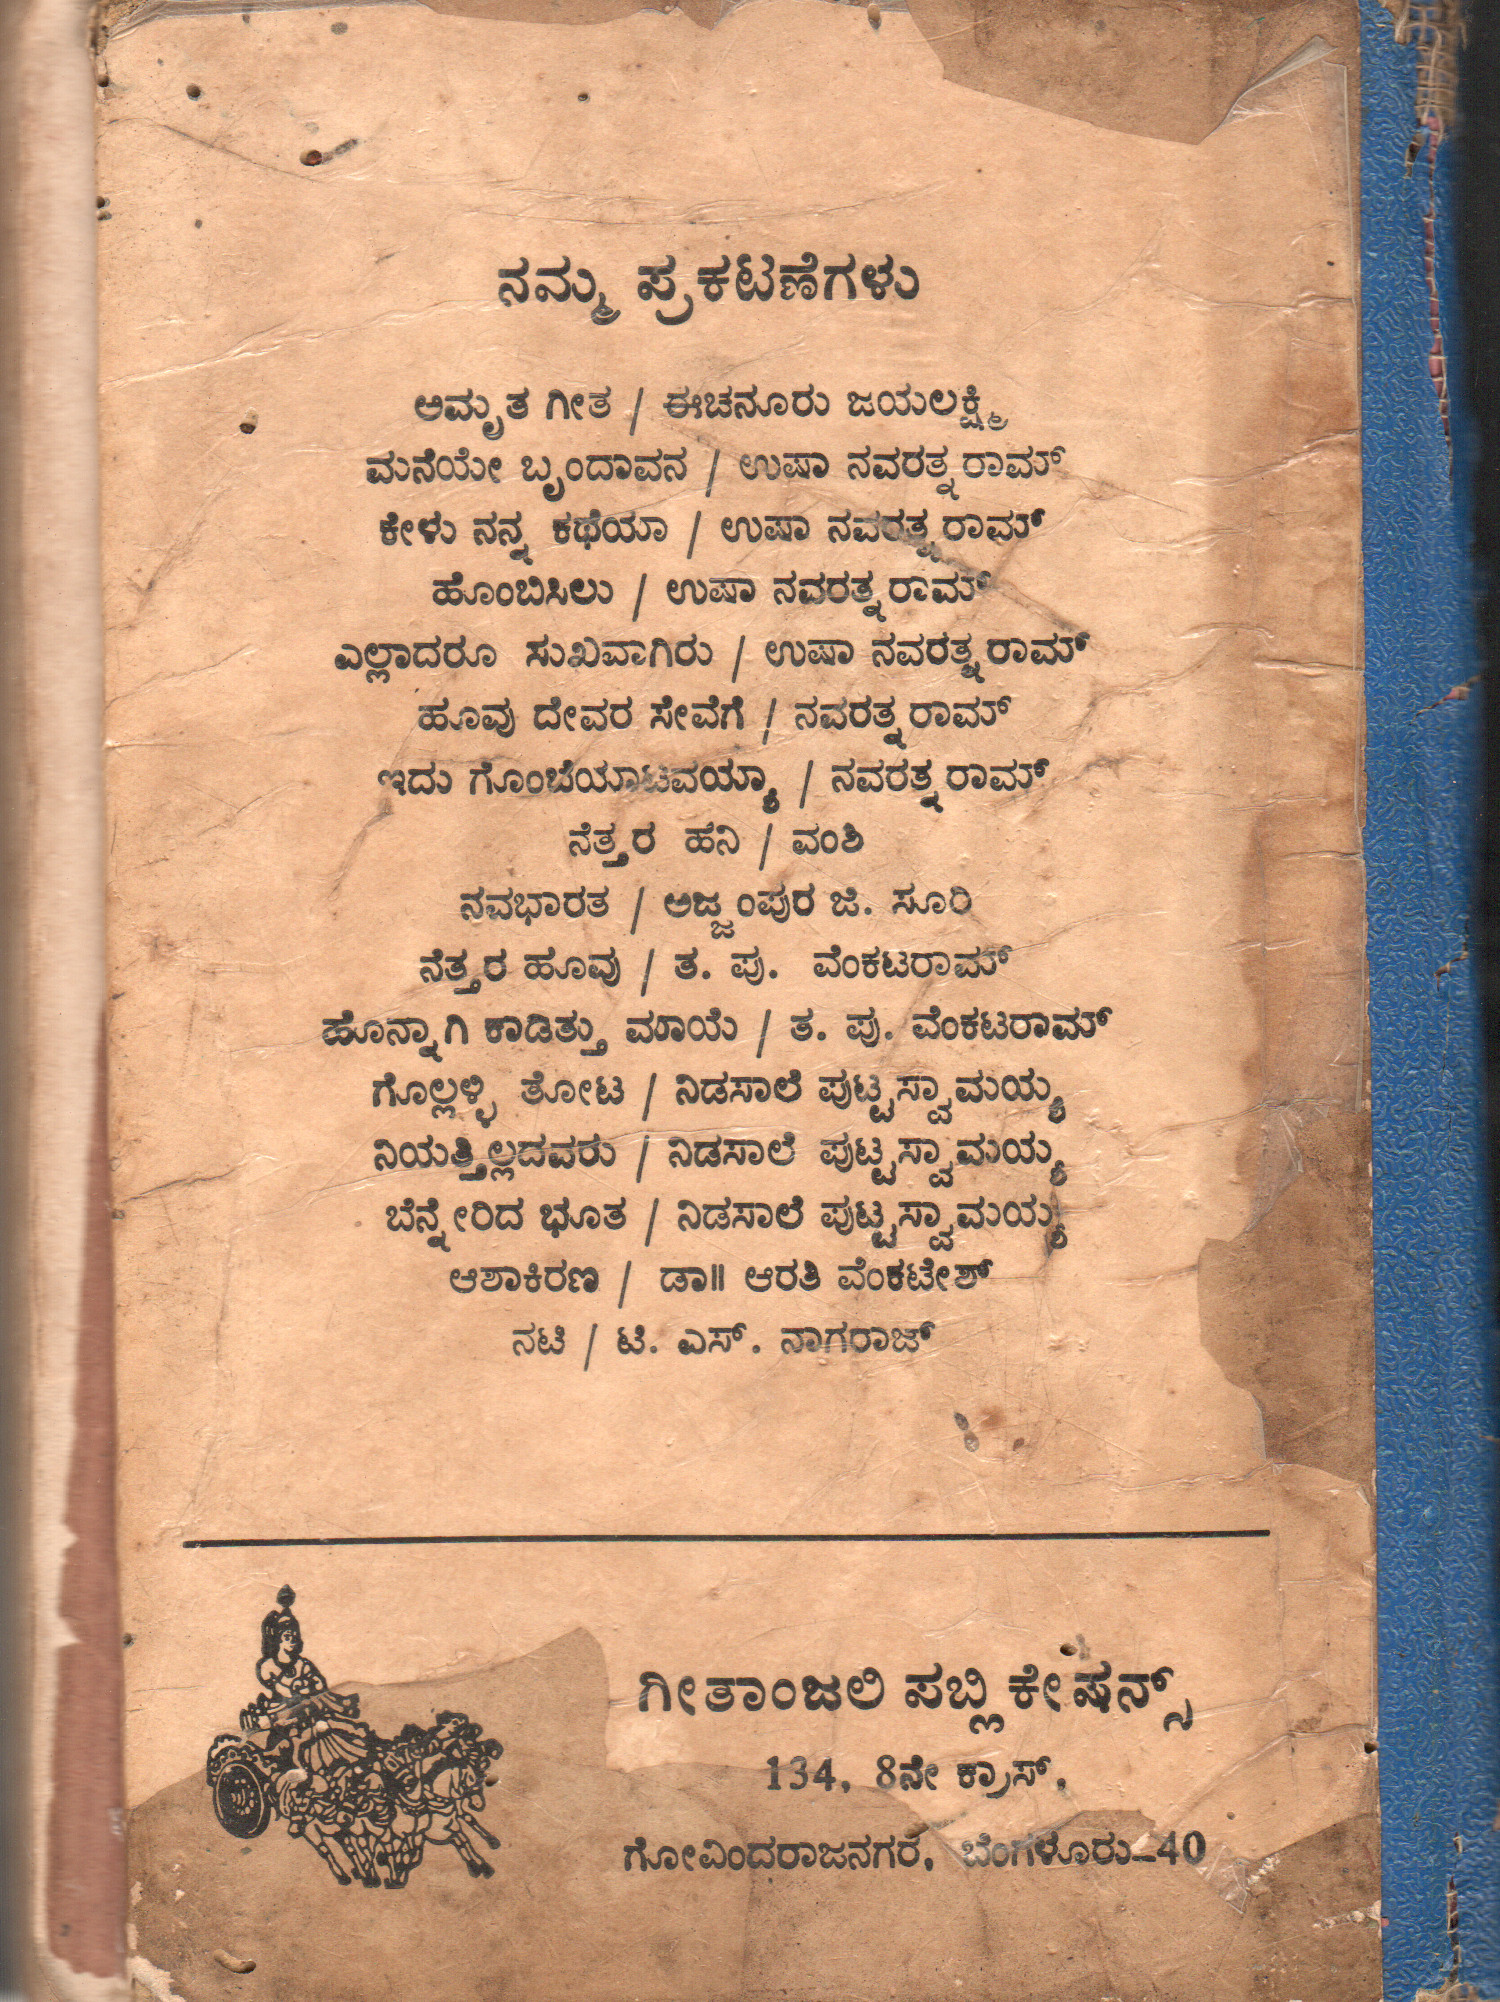 ನಮ್ಮ ಪ್ರಕಟಣೆಗಳು
ಅಮೃತ ಗೀತ / ಈಚನೂರು ಜಯಲಕ್ಷ್ಮಿ
ಮನೆಯೇ ಬೃಂದಾವನ / ಉಷಾ ನವರತ್ನರಾಮ್
ಕೇಳು ನನ್ನ ಕಥೆಯಾ / ಉಷಾ ನವರತ್ನರಾಮ್
ಹೊಂಬಿಸಿಲು / ಉಷಾ ನವರತ್ನರಾಮ್
ಎಲ್ಲಾದರೂ ಸುಖವಾಗಿರು / ಉಷಾ ನವರತ್ನರಾಮ್
ಹೂವು ದೇವರ ಸೇವೆಗೆ / ನವರತ್ನರಾಮ್
ಇದು ಗೊಂಬೆಯಾಟವಯ್ಯಾ / ನವರತ್ನರಾಮ್
ನೆತ್ತರ ಹನಿ / ವಂಶಿ
ನವಭಾರತ / ಅಜ್ಜಂಪುರ ಜಿ. ಸೂರಿ
ನೆತ್ತರ ಹೂವು / ತ. ಪು. ವೆಂಕಟರಾಮ್
ಹೊನ್ನಾಗಿ ಕಾಡಿತ್ತು ಮಾಯೆ / ತ. ಪು. ವೆಂಕಟರಾಮ್
ಗೊಲ್ಲಳ್ಳಿ ತೋಟ / ನಿಡಸಾಲೆ ಪುಟ್ಟಸ್ವಾಮಯ್ಯ
ನಿಯತ್ತಿಲ್ಲದವರು / ನಿಡಸಾಲೆ ಪುಟ್ಟಸ್ವಾಮಯ್ಯ
ಬೆನ್ನೇರಿದ ಭೂತ / ನಿಡಸಾಲೆ ಪುಟ್ಟಸ್ವಾಮಯ್ಯ
ಆಶಾಕಿರಣ / ಡಾ॥ ಆರತಿ ವೆಂಕಟೇಶ್
ನಟಿ / ಟಿ. ಎಸ್. ನಾಗರಾಜ್
ಗೀತಾಂಜಲಿ ಪಬ್ಲಿಕೇಷನ್ಸ್
134, 8ನೇ ಕ್ರಾಸ್,
ಗೋವಿಂದರಾಜನಗರ, ಬೆಂಗಳೂರು–40